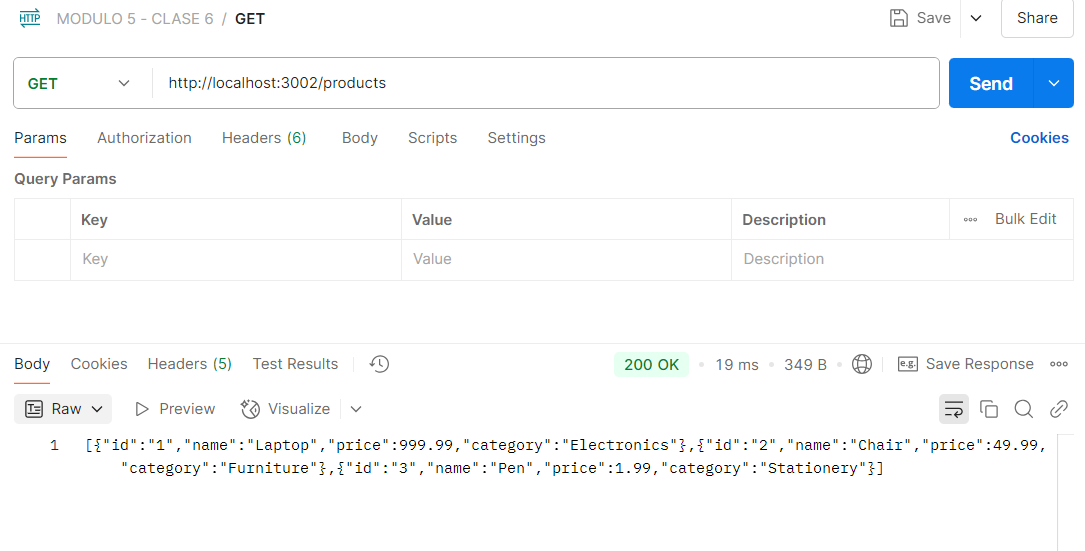 HTTP MODULO 5 - CLASE 6 / GET Save Share
GET http://localhost:3002/products Send
Params Authorization Headers (6) Body Scripts Settings Cookies
Query Params
Key Value Description Bulk Edit
Key Value Description
Body Cookies Headers (5) Test Results 200 OK 19 ms 349 B e.g. Save Response
Raw Preview Visualize
1 [{"id":"1","name":"Laptop","price":999.99,"category":"Electronics"},{"id":"2","name":"Chair","price":49.99,
"category":"Furniture"},{"id":"3","name":"Pen","price":1.99,"category":"Stationery"}]